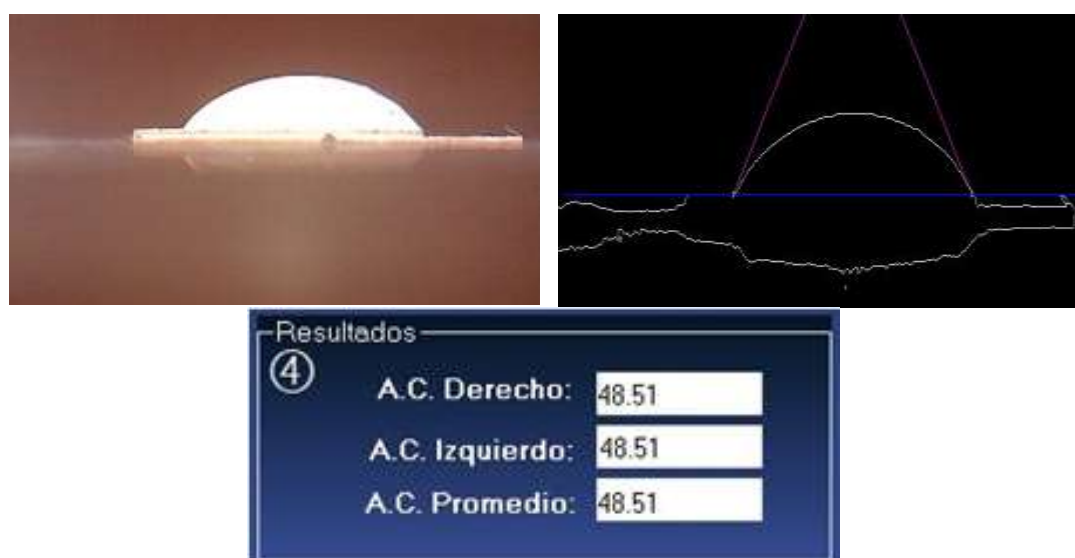 Resultados
④
A.C. Derecho: 48.51
A.C. Izquierdo: 48.51
A.C. Promedio: 48.51